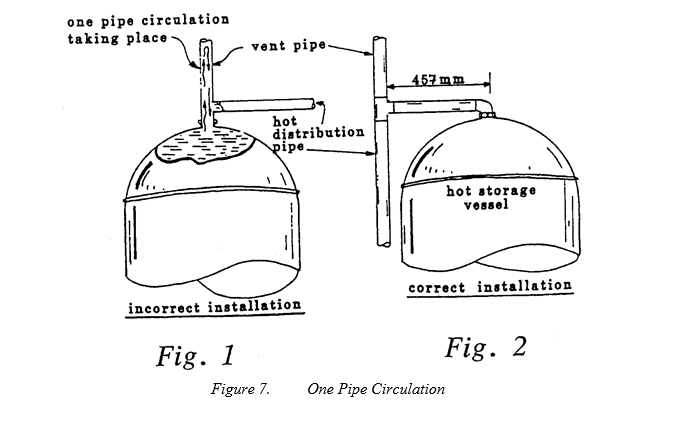 one pipe circulation
taking place
vent pipe
457mm
hot
distribution
pipe
hot storage
vessel
incorrect installation
correct installation
Fig. 1
Fig. 2
Figure 7. One Pipe Circulation